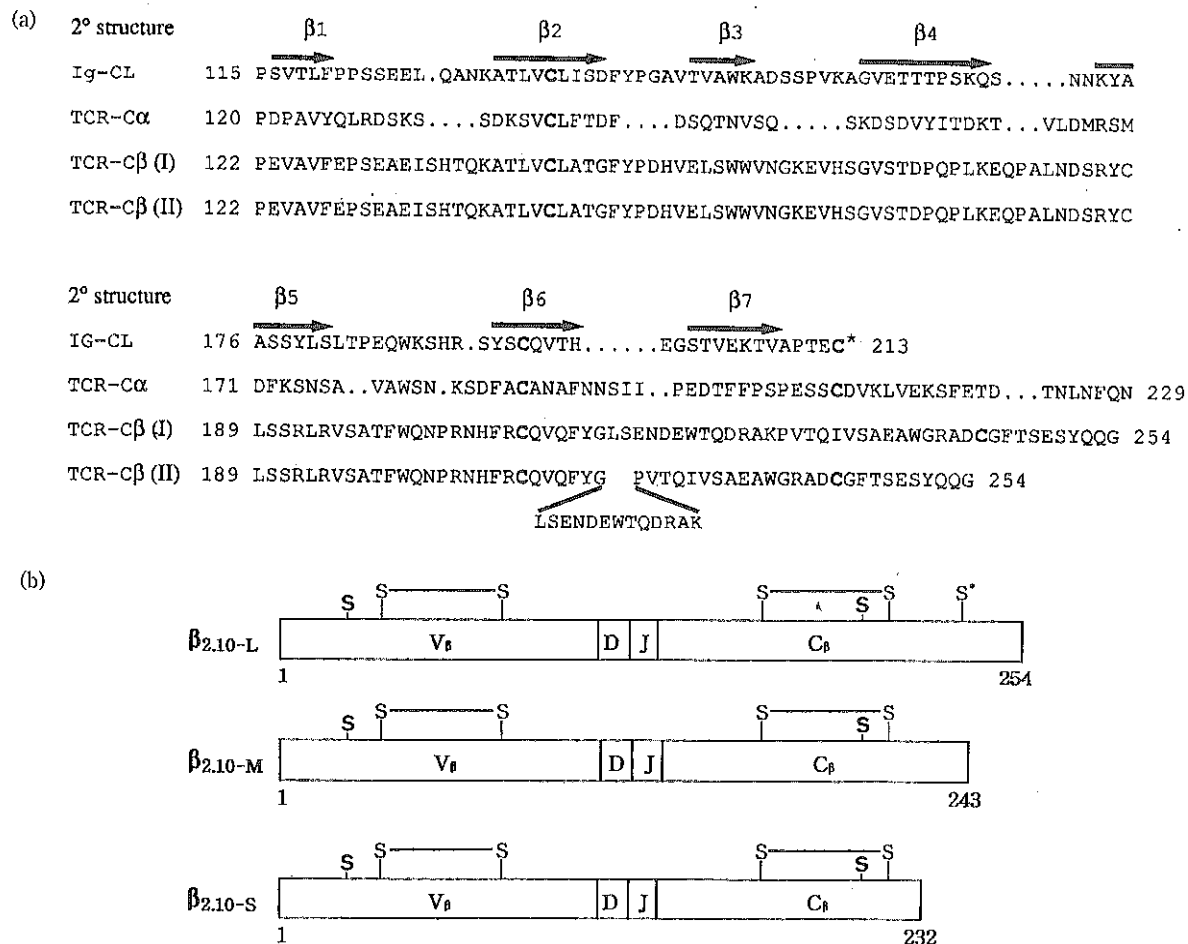 (a) 2° structure β1 β2 β3 β4
Ig-CL 115 PSVTLFPPSSEEL.QANKATLVCLISDFYPGAVTVAWKADSSPVKAGVETTTPSKQS.....NNKYA
TCR-Cα 120 PDPAVYQLRDSKS....SDKSVCLFTDF....DSQTNVSQ.....SKDSDVYITDKT...VLDMRSM
TCR-Cβ (I) 122 PEVAVFEPSEAEISHTQKATLVCLATGFYPDHVELSWWVNGKEVHSGVSTDPQPLKEQPALNDSRYC
TCR-Cβ (II) 122 PEVAVFEPSEAEISHTQKATLVCLATGFYPDHVELSWWVNGKEVHSGVSTDPQPLKEQPALNDSRYC
2° structure β5 β6 β7
IG-CL 176 ASSYLSLTPEQWKSHR.SYSCQVTH......EGSTVEKTVAPTEC* 213
TCR-Cα 171 DFKSNSA..VAWSN.KSDFACANAFNNSII..PEDTFFPSPESSCDVKLVEKSFETD...TNLNFQN 229
TCR-Cβ (I) 189 LSSRLRVSATFWQNPRNHFRCQVQFYGLSENDEWTQDRAKPVTQIVSAEAWGRADCGFTSESYQQG 254
TCR-Cβ (II) 189 LSSRLRVSATFWQNPRNHFRCQVQFYG PVTQIVSAEAWGRADCGFTSESYQQG 254
LSENDEWTQDRAK
(b)
S S S S S S S*
β2.10-L Vβ D J Cβ
1 254
S S S S S S
β2.10-M Vβ D J Cβ
1 243
S S S S S S
β2.10-S Vβ D J Cβ
1 232